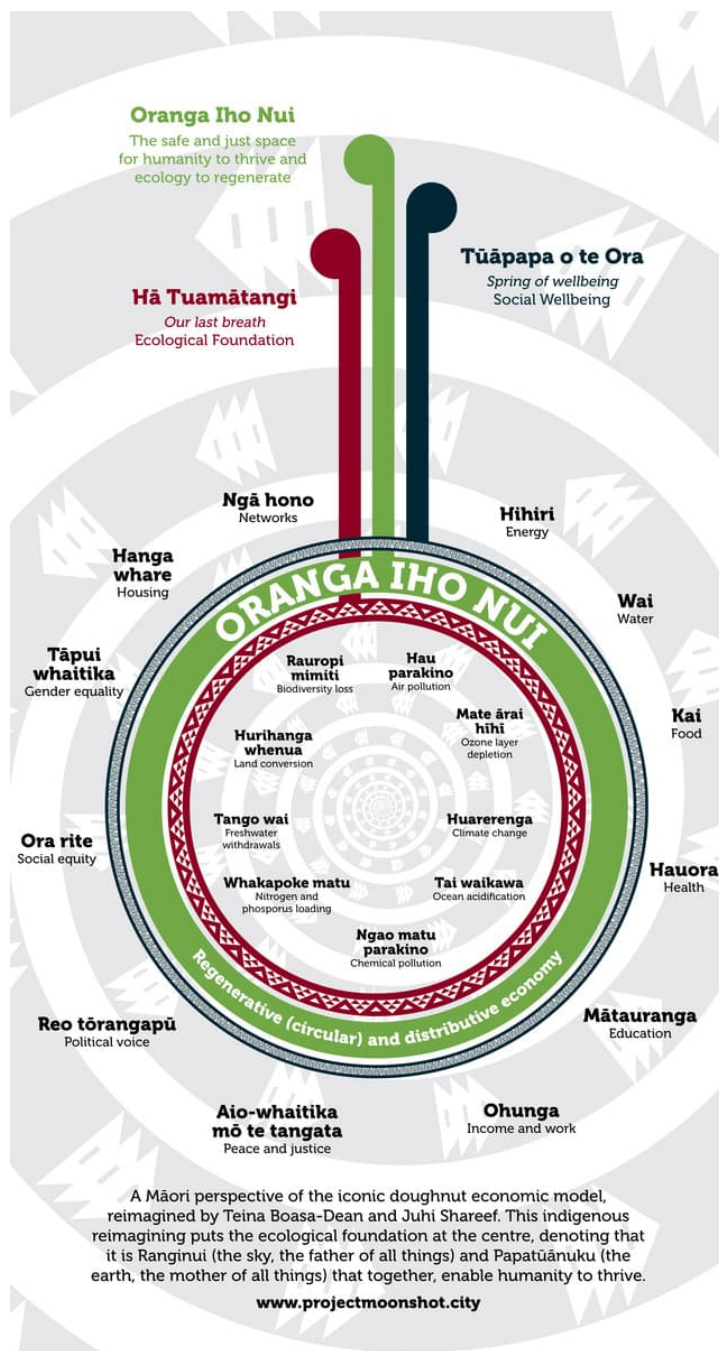 Oranga Iho Nui
The safe and just space
for humanity to thrive and
ecology to regenerate
Tūāpapa o te Ora
Spring of wellbeing
Social Wellbeing
Hā Tuamātangi
Our last breath
Ecological Foundation
Ngā hono
Networks
Hihiri
Energy
Hanga
whare
Housing
Wai
Water
Tāpui
whaitika
Gender equality
Kai
Food
Ora rite
Social equity
Hauora
Health
Reo tōrangapū
Political voice
Mātauranga
Education
Aio-whaitika
mō te tangata
Peace and justice
Ohunga
Income and work
ORANGĀ IHO NUI
Rauropi
mimiti
Biodiversity loss
Hau
parakino
Air pollution
Hurihanga
whenua
Land conversion
Mate ārai
hīhī
Ozone layer
depletion
Tango wai
Freshwater
withdrawals
Huarerenga
Climate change
Whakapoke matu
Nitrogen and
phosporus loading
Tai waikawa
Ocean acidification
Ngao matu
parakino
Chemical pollution
Regenerative (circular) and distributive economy
A Māori perspective of the iconic doughnut economic model,
reimagined by Teina Boasa-Dean and Juhi Shareef. This indigenous
reimagining puts the ecological foundation at the centre, denoting that
it is Ranginui (the sky, the father of all things) and Papatūānuku (the
earth, the mother of all things) that together, enable humanity to thrive.
www.projectmoonshot.city